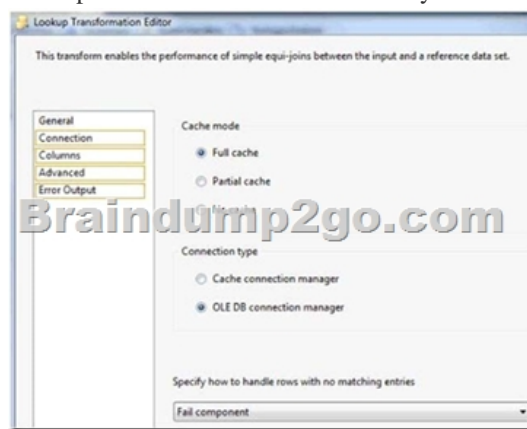 Lookup Transformation Editor
This transform enables the performance of simple equi-joins between the input and a reference data set.
General
Connection
Columns
Advanced
Error Output
Cache mode
Full cache
Partial cache
Braindump2go.com
Connection type
Cache connection manager
OLE DB connection manager
Specify how to handle rows with no matching entries
Fail component